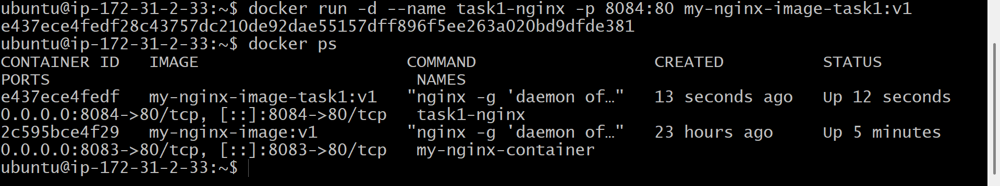 ubuntu@ip-172-31-2-33:~$ docker run -d --name task1-nginx -p 8084:80 my-nginx-image-task1:v1
e437ece4fedf28c43757dc210de92dae55157dff896f5ee263a020bd9dfde381
ubuntu@ip-172-31-2-33:~$ docker ps
CONTAINER ID   IMAGE                     COMMAND                  CREATED          STATUS
PORTS                                     NAMES
e437ece4fedf   my-nginx-image-task1:v1   "nginx -g 'daemon of…"   13 seconds ago   Up 12 seconds
0.0.0.0:8084->80/tcp, [::]:8084->80/tcp   task1-nginx
2c595bce4f29   my-nginx-image:v1         "nginx -g 'daemon of…"   23 hours ago     Up 5 minutes
0.0.0.0:8083->80/tcp, [::]:8083->80/tcp   my-nginx-container
ubuntu@ip-172-31-2-33:~$